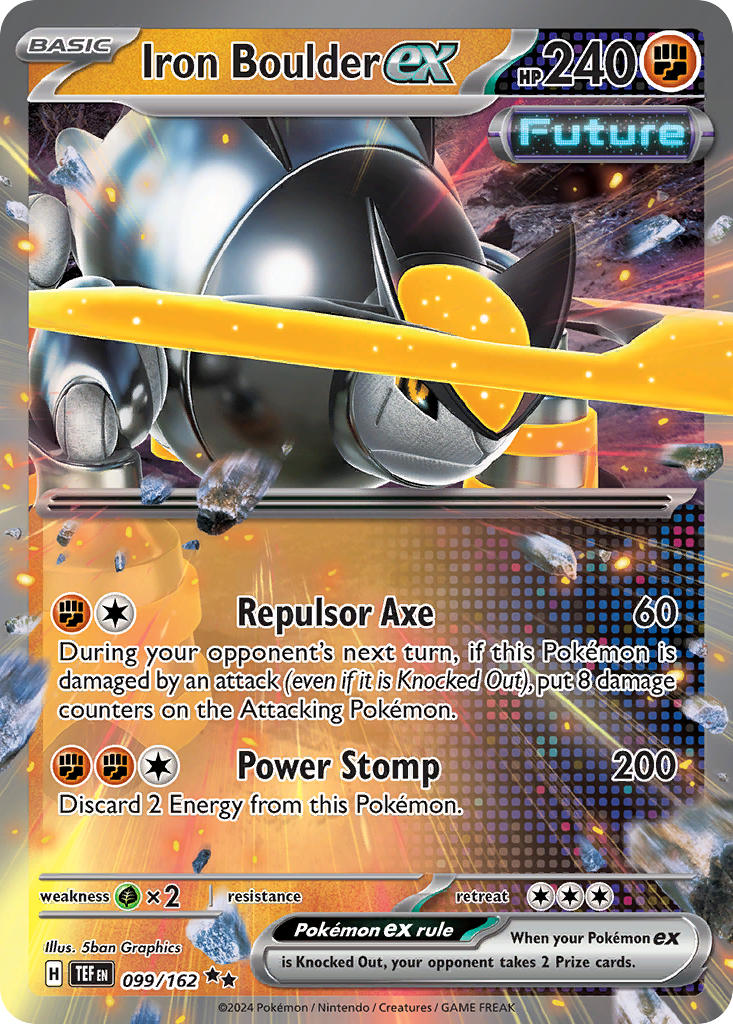 BASIC Iron Boulder ex HP 240
Future
Repulsor Axe 60
During your opponent's next turn, if this Pokémon is
damaged by an attack (even if it is Knocked Out), put 8 damage
counters on the Attacking Pokémon.
Power Stomp 200
Discard 2 Energy from this Pokémon.
weakness ×2 resistance retreat
Illus. 5ban Graphics
H TEF EN 099/162
Pokémon ex rule When your Pokémon ex
is Knocked Out, your opponent takes 2 Prize cards.
©2024 Pokémon / Nintendo / Creatures / GAME FREAK